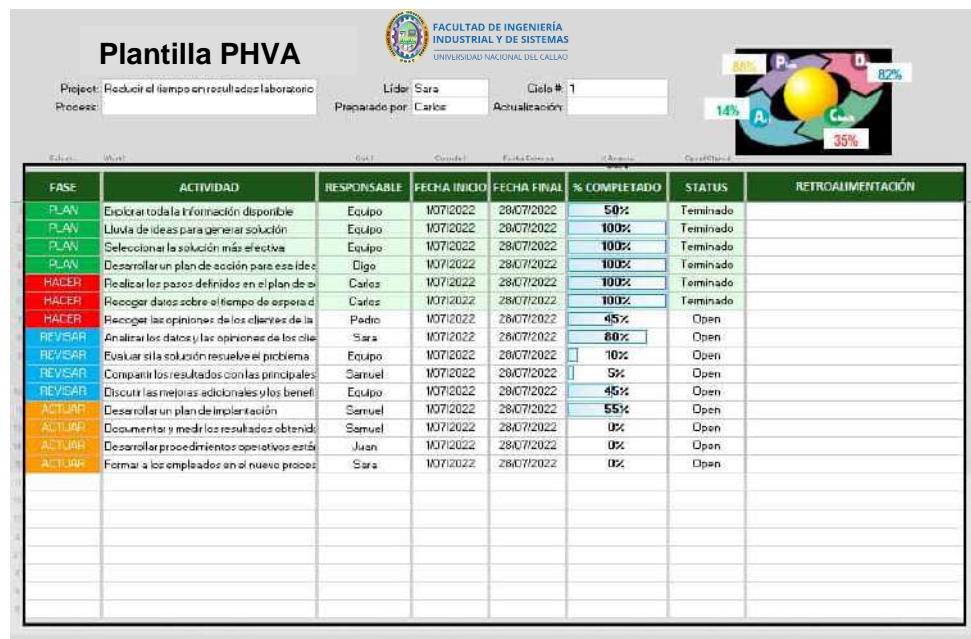 Plantilla PHVA
FACULTAD DE INGENIERÍA
INDUSTRIAL Y DE SISTEMAS
UNIVERSIDAD NACIONAL DEL CALLAO
Project: Reducir el tiempo en resultados laboratorio Líder Sara Ciclo #: 1
Process: Preparado por: Carlos Actualización:
88% P D 82%
14% A Check 35%
FASE ACTIVIDAD RESPONSABLE FECHA INICIO FECHA FINAL % COMPLETADO STATUS RETROALIMENTACIÓN
PLAN Explorar toda la información disponible Equipo 1/07/2022 28/07/2022 50% Terminado
PLAN Lluvia de ideas para generar solución Equipo 1/07/2022 28/07/2022 100% Terminado
PLAN Seleccionar la solución más efectiva Equipo 1/07/2022 28/07/2022 100% Terminado
PLAN Desarrollar un plan de acción para esa idea Digo 1/07/2022 28/07/2022 100% Terminado
HACER Realizar los pasos definidos en el plan de a Carlos 1/07/2022 28/07/2022 100% Terminado
HACER Recoger datos sobre el tiempo de espera d Carlos 1/07/2022 28/07/2022 100% Terminado
HACER Recoger las opiniones de los clientes de la Pedro 1/07/2022 28/07/2022 45% Open
REVISAR Analizar los datos y las opiniones de los clie Sara 1/07/2022 28/07/2022 80% Open
REVISAR Evaluar si la solución resuelve el problema Equipo 1/07/2022 28/07/2022 10% Open
REVISAR Compartir los resultados con las principales Samuel 1/07/2022 28/07/2022 5% Open
REVISAR Discutir las mejoras adicionales y los benefi Equipo 1/07/2022 28/07/2022 45% Open
ACTUAR Desarrollar un plan de implantación Samuel 1/07/2022 28/07/2022 55% Open
ACTUAR Documentar y medir los resultados obtenido Samuel 1/07/2022 28/07/2022 0% Open
ACTUAR Desarrollar procedimientos operativos está Juan 1/07/2022 28/07/2022 0% Open
ACTUAR Formar a los empleados en el nuevo proces Sara 1/07/2022 28/07/2022 0% Open